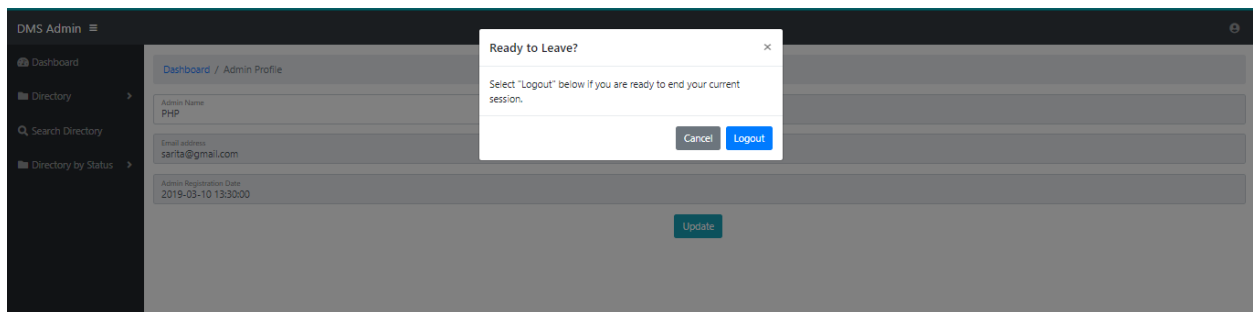 DMS Admin
Ready to Leave?
×
Dashboard
Dashboard / Admin Profile
Select "Logout" below if you are ready to end your current
session.
Directory
Admin Name
PHP
Search Directory
Cancel Logout
Email address
sarita@gmail.com
Directory by Status
Admin Registration Date
2019-03-10 13:30:00
Update